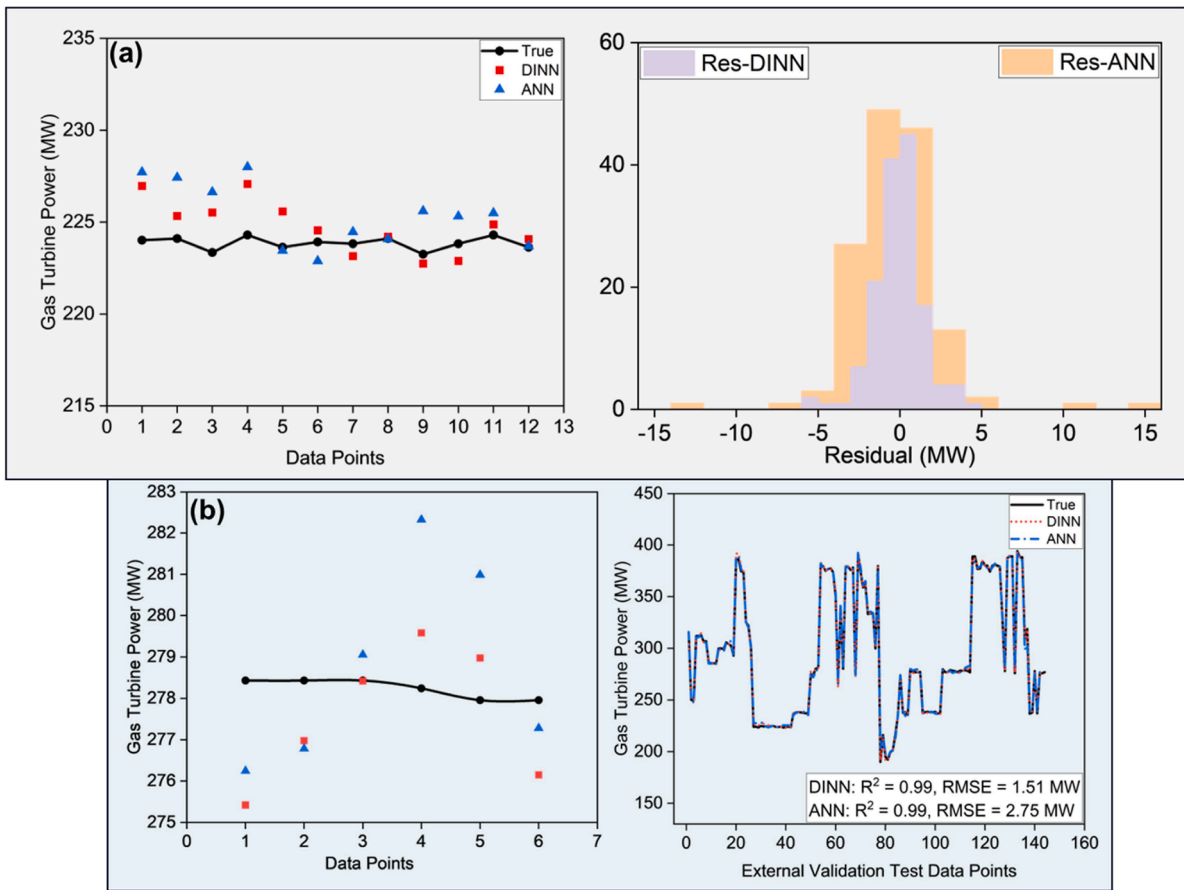 (a)
True
DINN
ANN
Gas Turbine Power (MW)
235
230
225
220
215
0 1 2 3 4 5 6 7 8 9 10 11 12 13
Data Points
Res-DINN
Res-ANN
60
40
20
0
-15 -10 -5 0 5 10 15
Residual (MW)
(b)
Gas Turbine Power (MW)
283
282
281
280
279
278
277
276
275
0 1 2 3 4 5 6 7
Data Points
True
DINN
ANN
Gas Turbine Power (MW)
450
400
350
300
250
200
150
DINN: R² = 0.99, RMSE = 1.51 MW
ANN: R² = 0.99, RMSE = 2.75 MW
0 20 40 60 80 100 120 140 160
External Validation Test Data Points